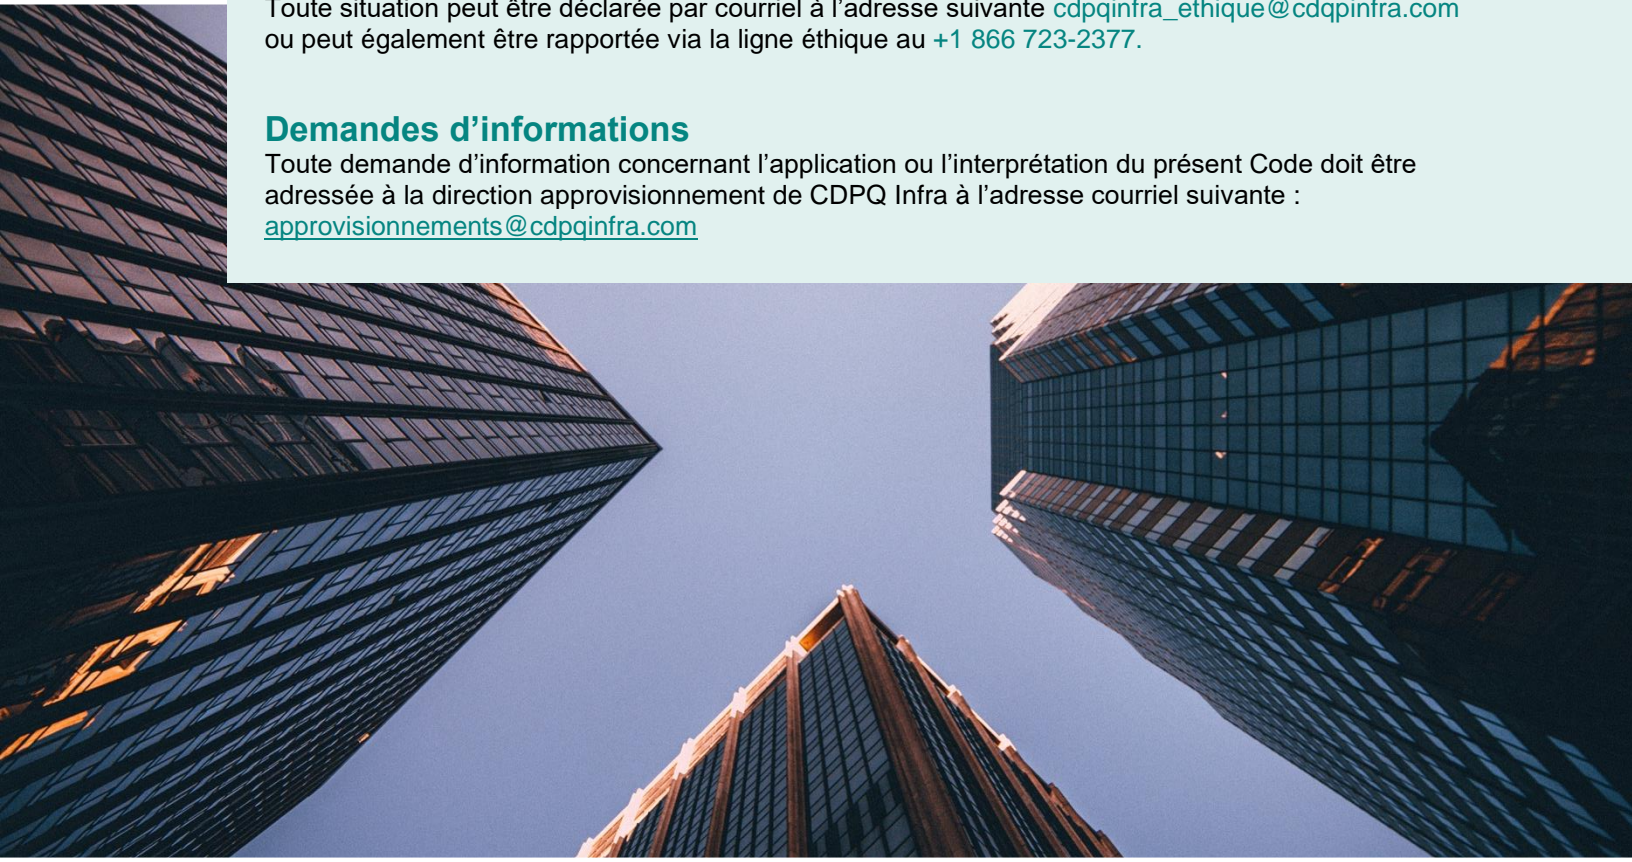 Toute situation peut être déclarée par courriel à l’adresse suivante cdpqinfra_ethique@cdqpinfra.com
ou peut également être rapportée via la ligne éthique au +1 866 723-2377.
Demandes d’informations
Toute demande d’information concernant l’application ou l’interprétation du présent Code doit être
adressée à la direction approvisionnement de CDPQ Infra à l’adresse courriel suivante :
approvisionnements@cdpqinfra.com